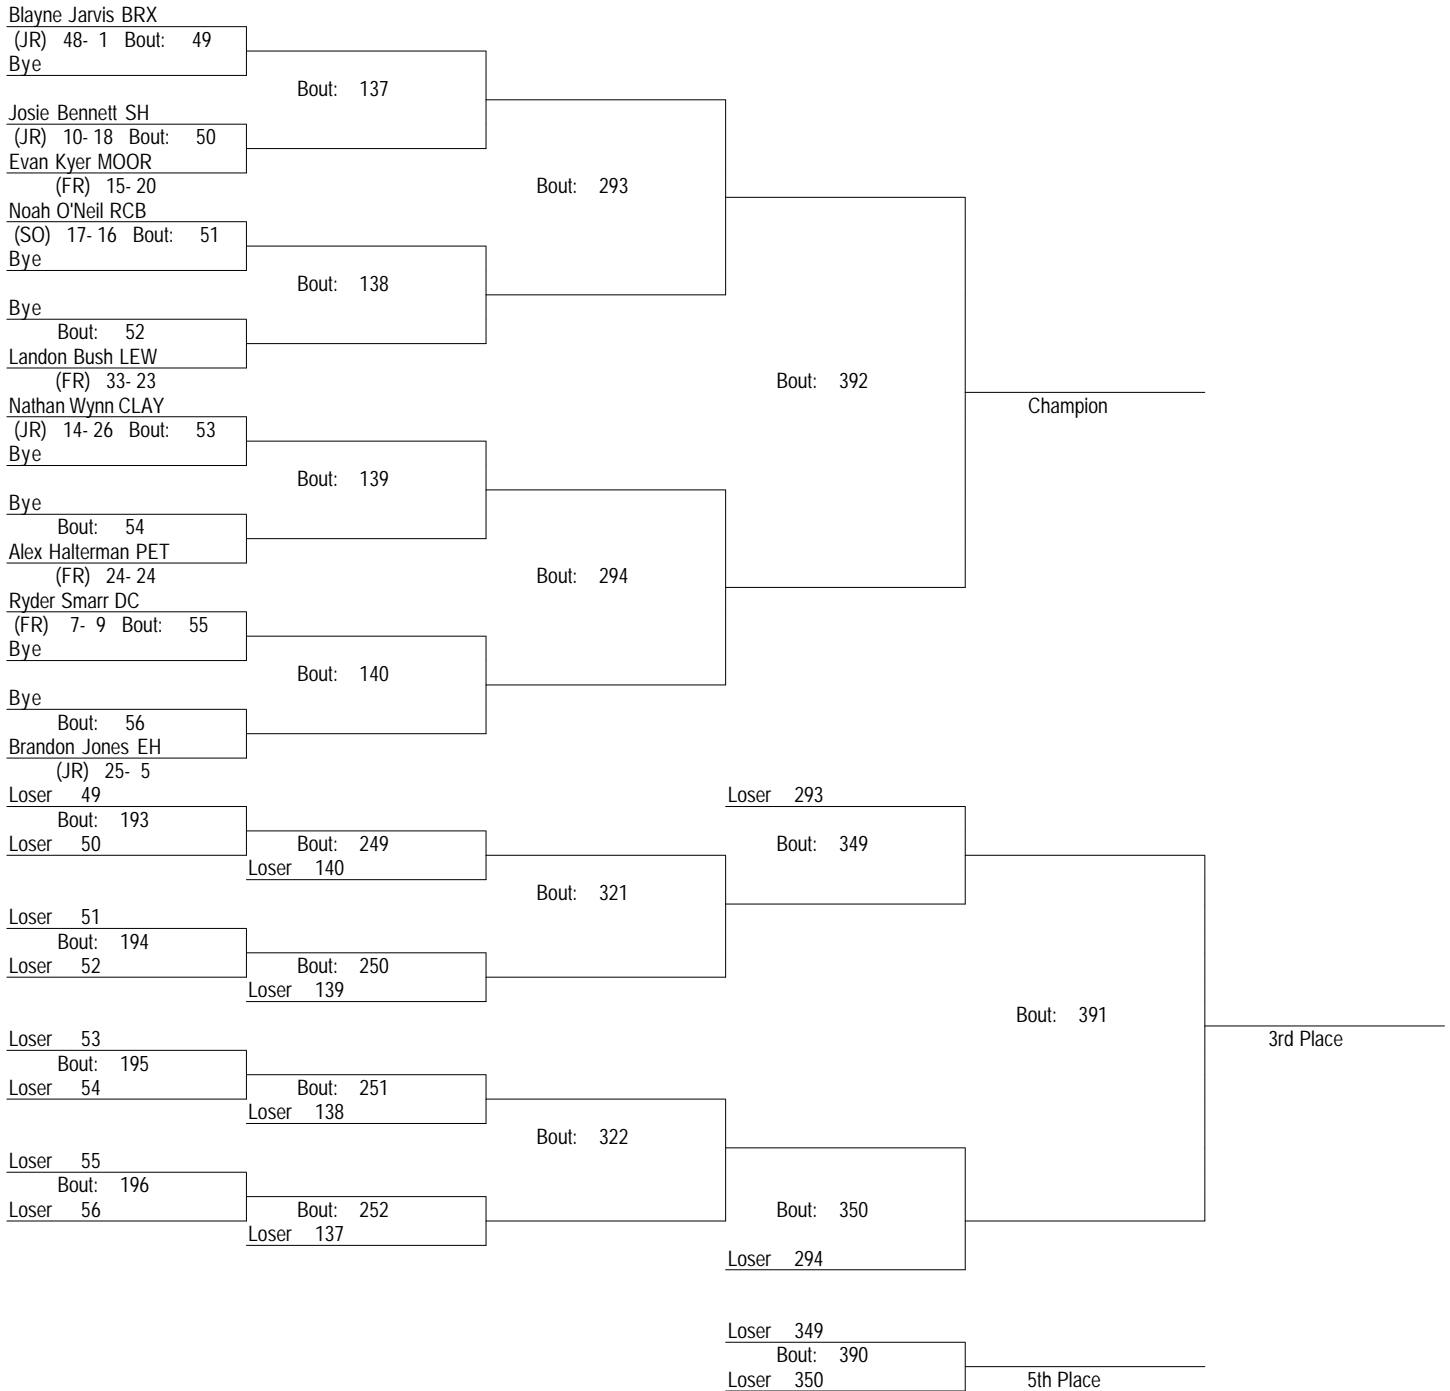 Blayne Jarvis BRX
(JR) 48- 1 Bout: 49
Bye
Bout: 137
Josie Bennett SH
(JR) 10- 18 Bout: 50
Evan Kyer MOOR
(FR) 15- 20
Bout: 293
Noah O'Neil RCB
(SO) 17- 16 Bout: 51
Bye
Bout: 138
Bye
Bout: 52
Landon Bush LEW
(FR) 33- 23
Bout: 392
Champion
Nathan Wynn CLAY
(JR) 14- 26 Bout: 53
Bye
Bout: 139
Bye
Bout: 54
Alex Halterman PET
(FR) 24- 24
Bout: 294
Ryder Smarr DC
(FR) 7- 9 Bout: 55
Bye
Bout: 140
Bye
Bout: 56
Brandon Jones EH
(JR) 25- 5
Loser 49
Bout: 193
Loser 50
Bout: 249
Loser 140
Loser 293
Bout: 349
Bout: 321
Loser 51
Bout: 194
Loser 52
Bout: 250
Loser 139
Bout: 391
3rd Place
Loser 53
Bout: 195
Loser 54
Bout: 251
Loser 138
Bout: 322
Loser 55
Bout: 196
Loser 56
Bout: 252
Loser 137
Bout: 350
Loser 294
Loser 349
Bout: 390
Loser 350
5th Place